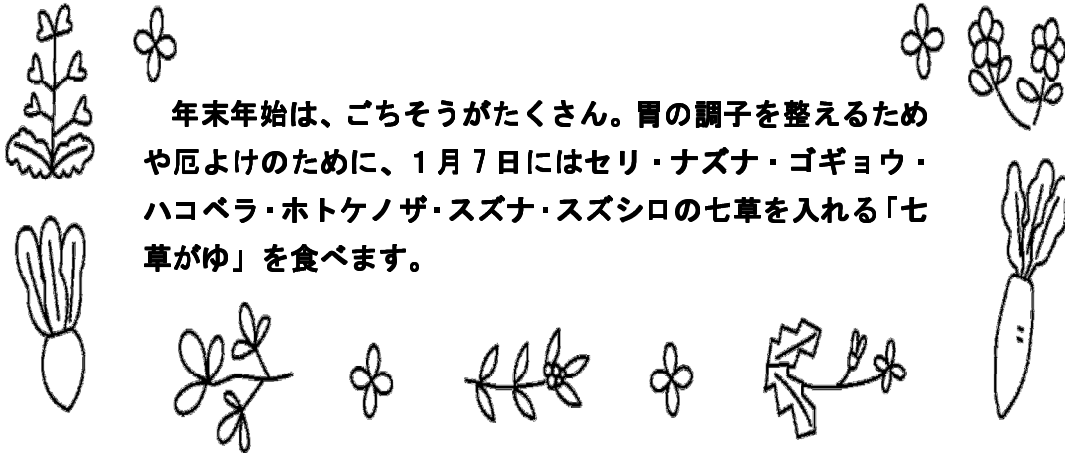 年末年始は、ごちそうがたくさん。胃の調子を整えるため
や厄よけのために、１月７日にはセリ・ナズナ・ゴギョウ・
ハコベラ・ホトケノザ・スズナ・スズシロの七草を入れる「七
草がゆ」を食べます。